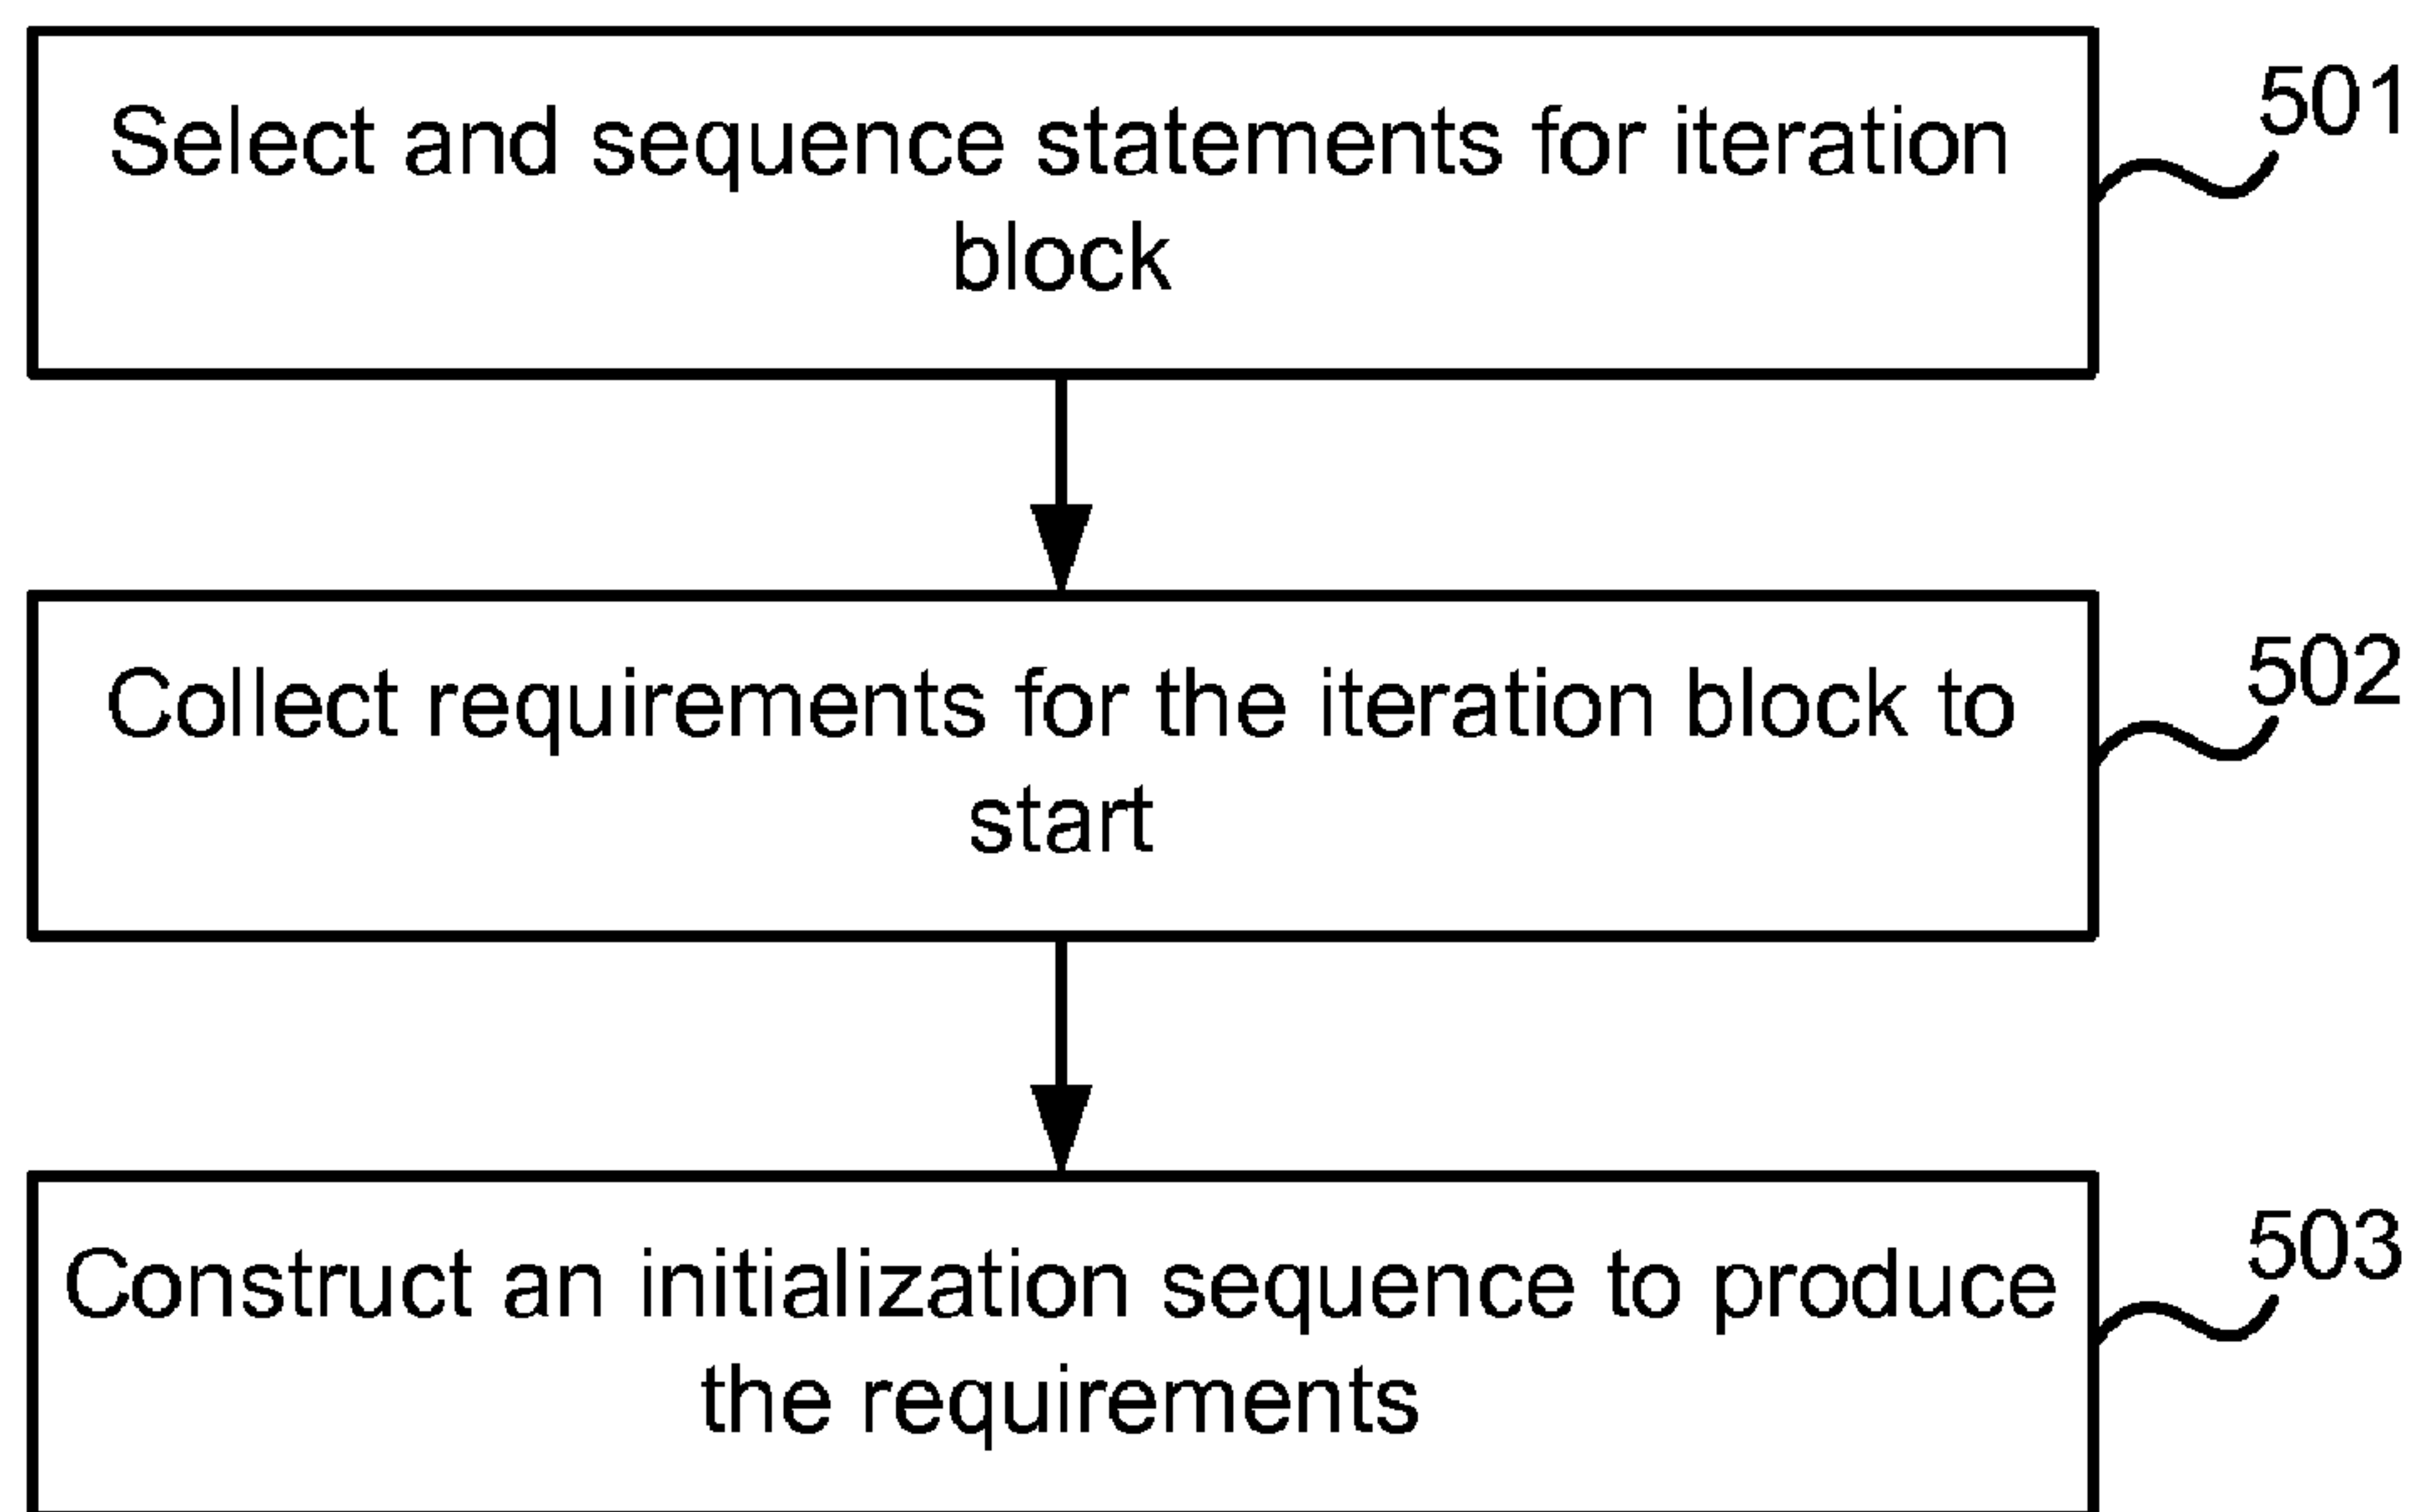 Select and sequence statements for iteration
block
501
Collect requirements for the iteration block to
start
502
Construct an initialization sequence to produce
the requirements
503